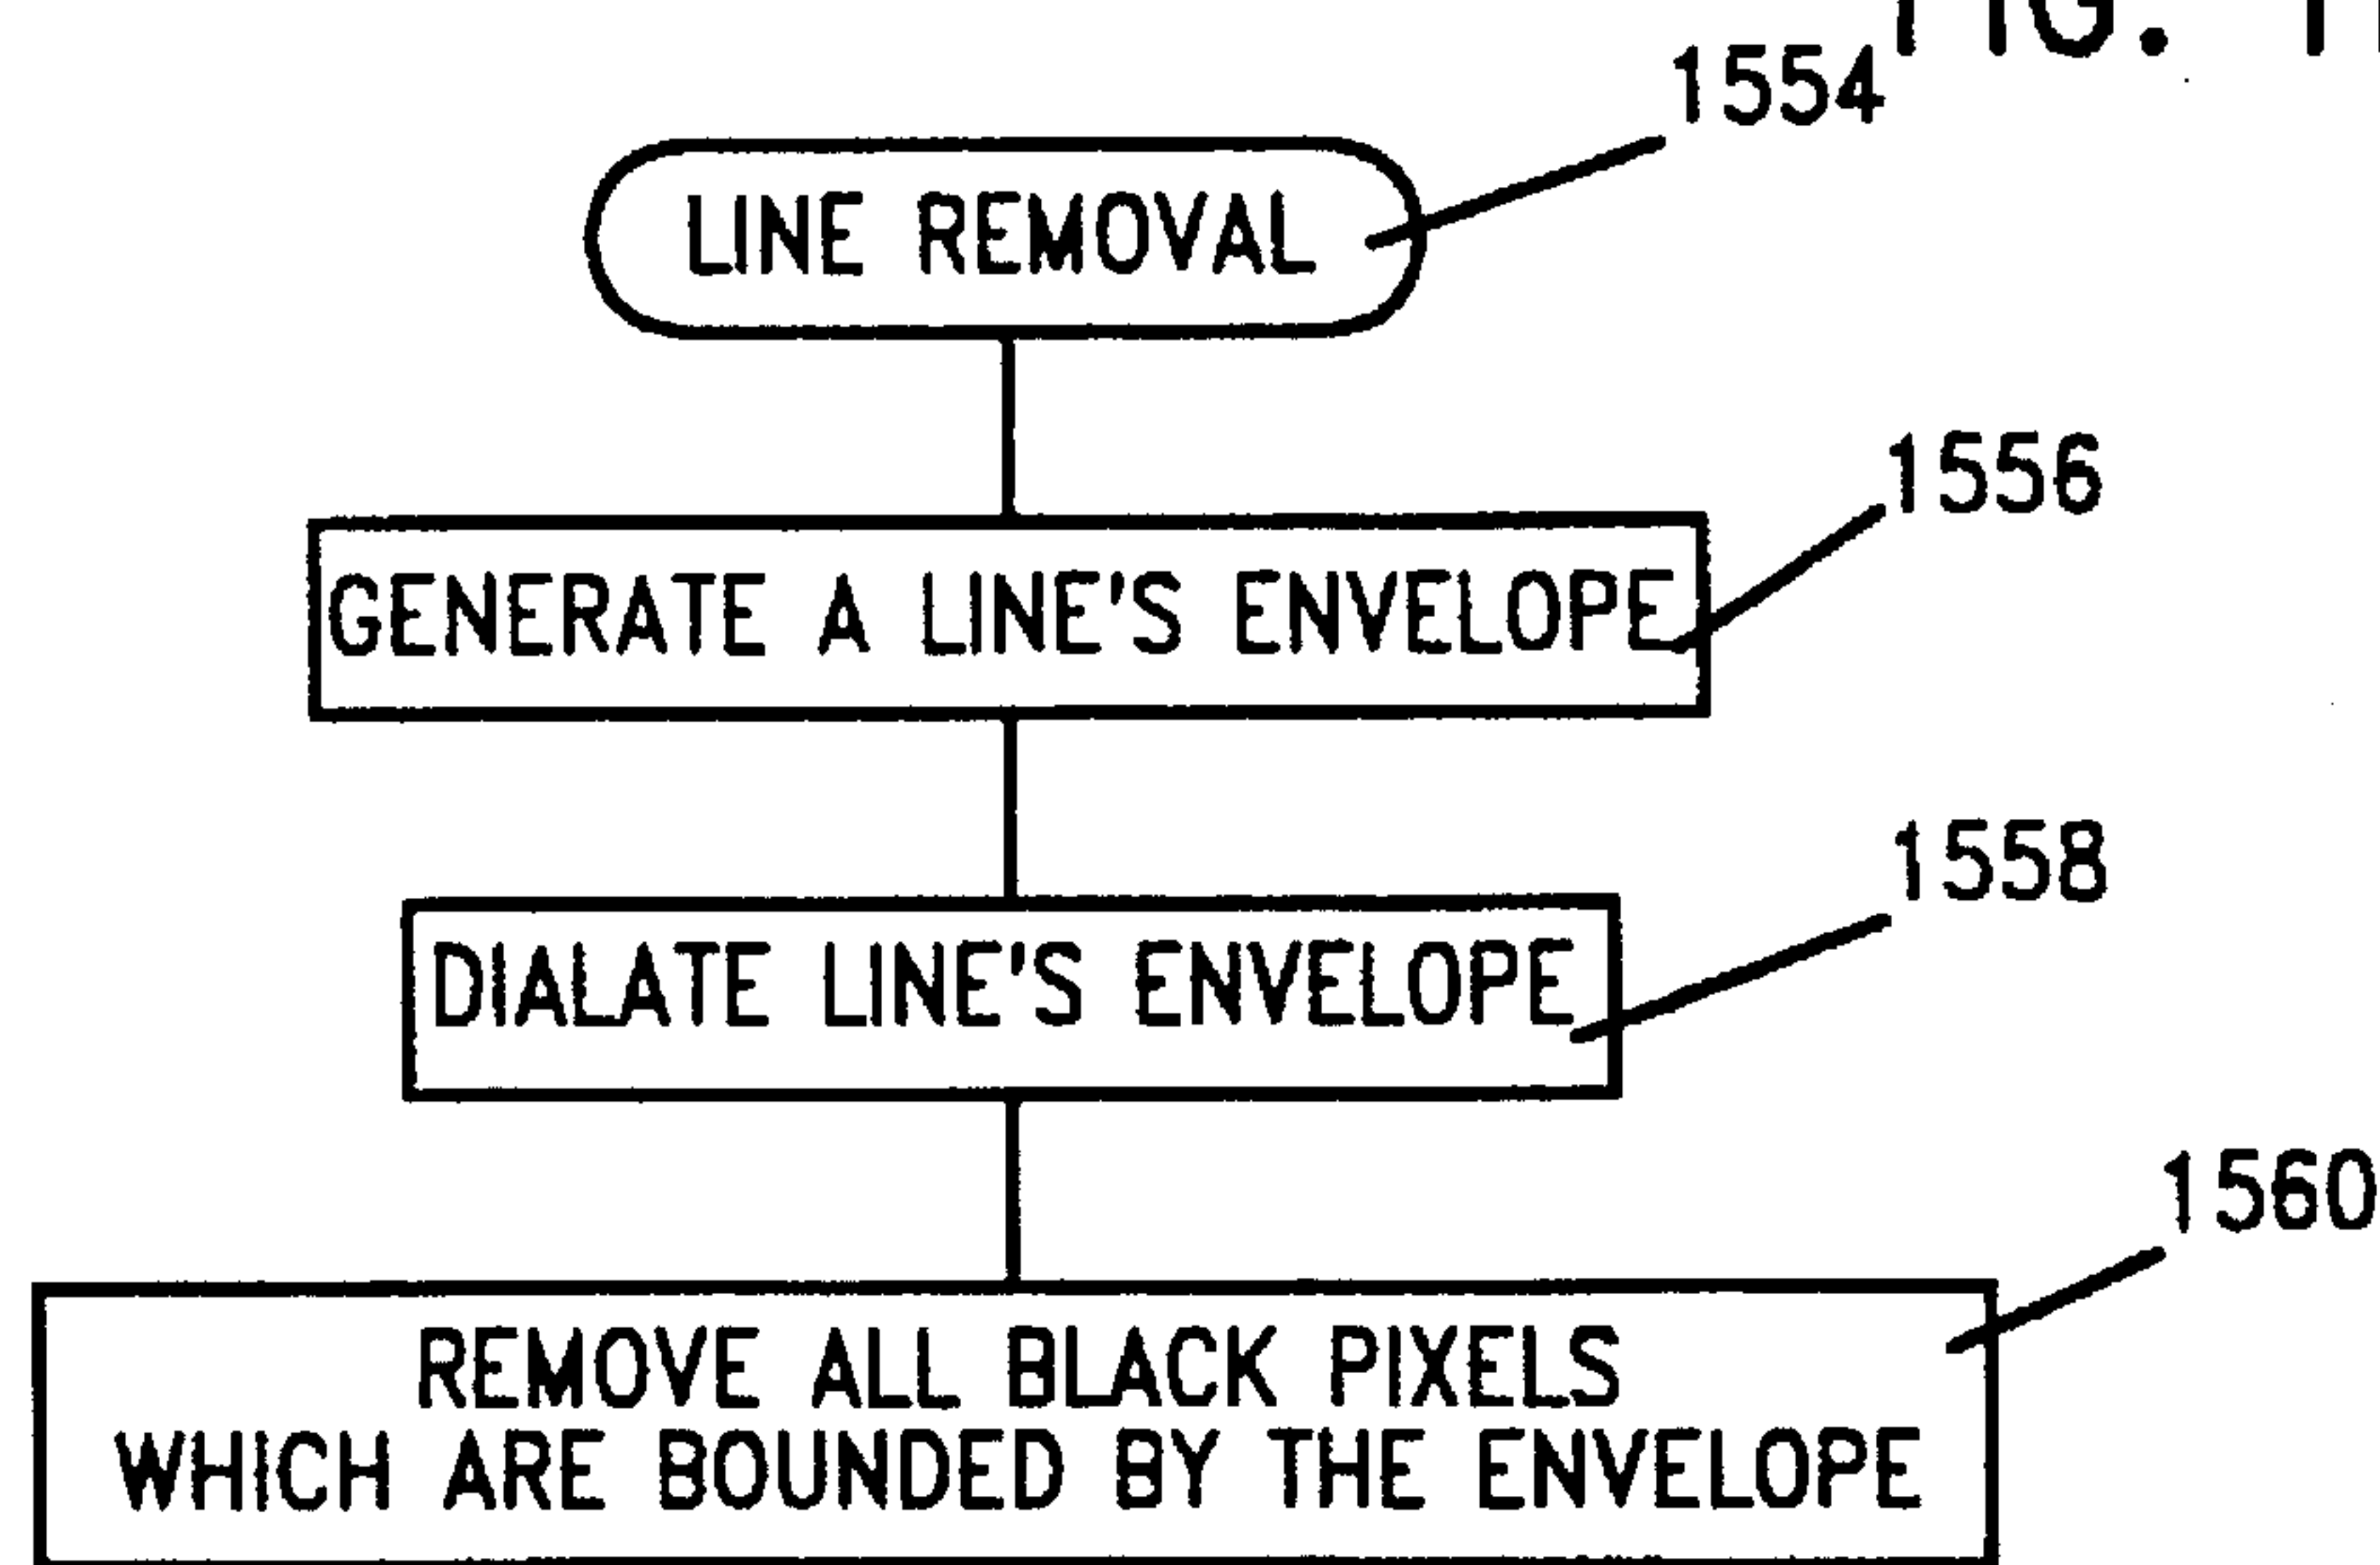 FIG.
1554
LINE REMOVAL
1556
GENERATE A LINE'S ENVELOPE
1558
DIALATE LINE'S ENVELOPE
1560
REMOVE ALL BLACK PIXELS
WHICH ARE BOUNDED BY THE ENVELOPE